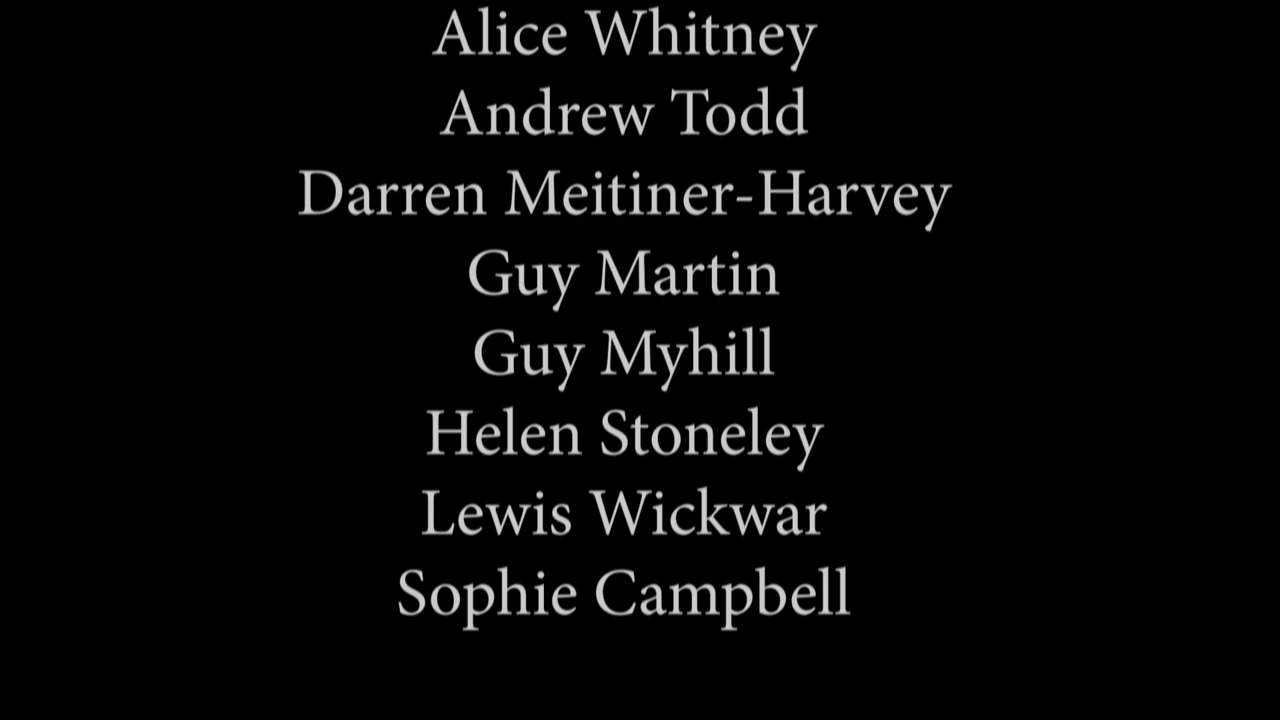 Alice Whitney
Andrew Todd
Darren Meitiner-Harvey
Guy Martin
Guy Myhill
Helen Stoneley
Lewis Wickwar
Sophie Campbell